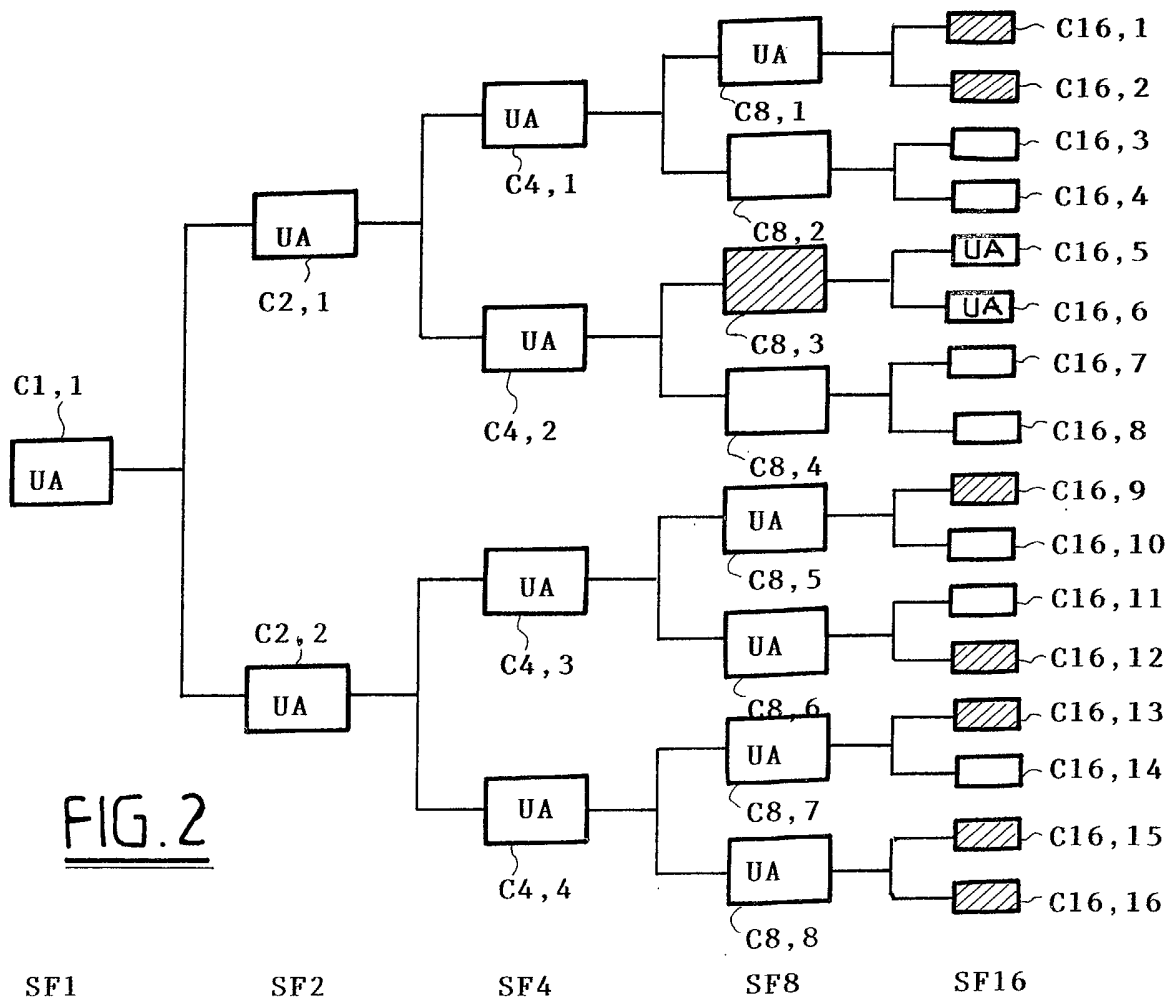 C16,1
UA
C16,2
C8,1
UA
C16,3
C4,1
C16,4
C8,2
UA
UA
C16,5
C2,1
UA
C16,6
UA
C8,3
C16,7
C1,1
C4,2
C16,8
C8,4
UA
C16,9
UA
C16,10
C8,5
UA
C16,11
C2,2
C4,3
UA
C16,12
UA
C8,6
C16,13
UA
C16,14
FIG.2
UA
C8,7
C16,15
C4,4
UA
C16,16
C8,8
SF1 SF2 SF4 SF8 SF16